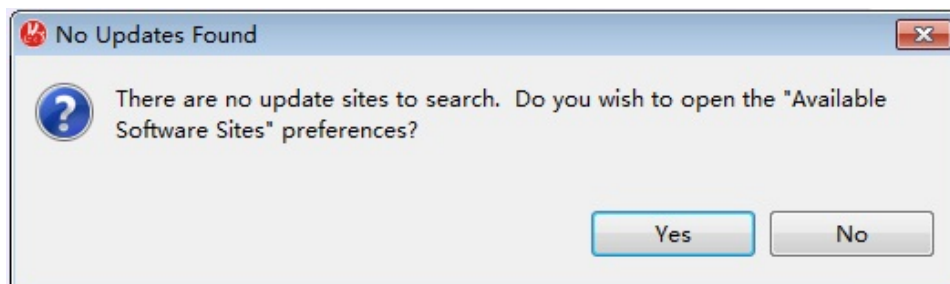 No Updates Found
There are no update sites to search.  Do you wish to open the "Available
Software Sites" preferences?
Yes
No